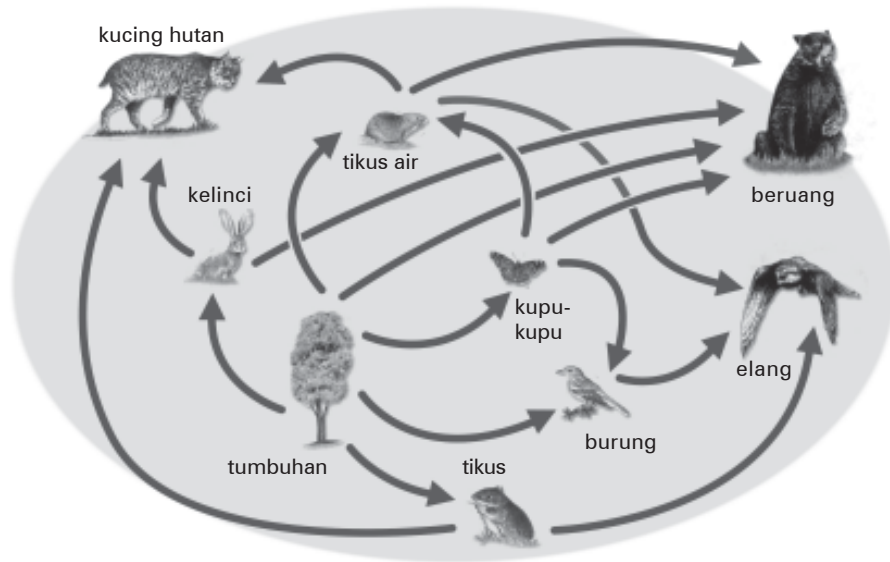 kucing hutan
tikus air
kelinci
beruang
kupu-
kupu
elang
burung
tumbuhan
tikus